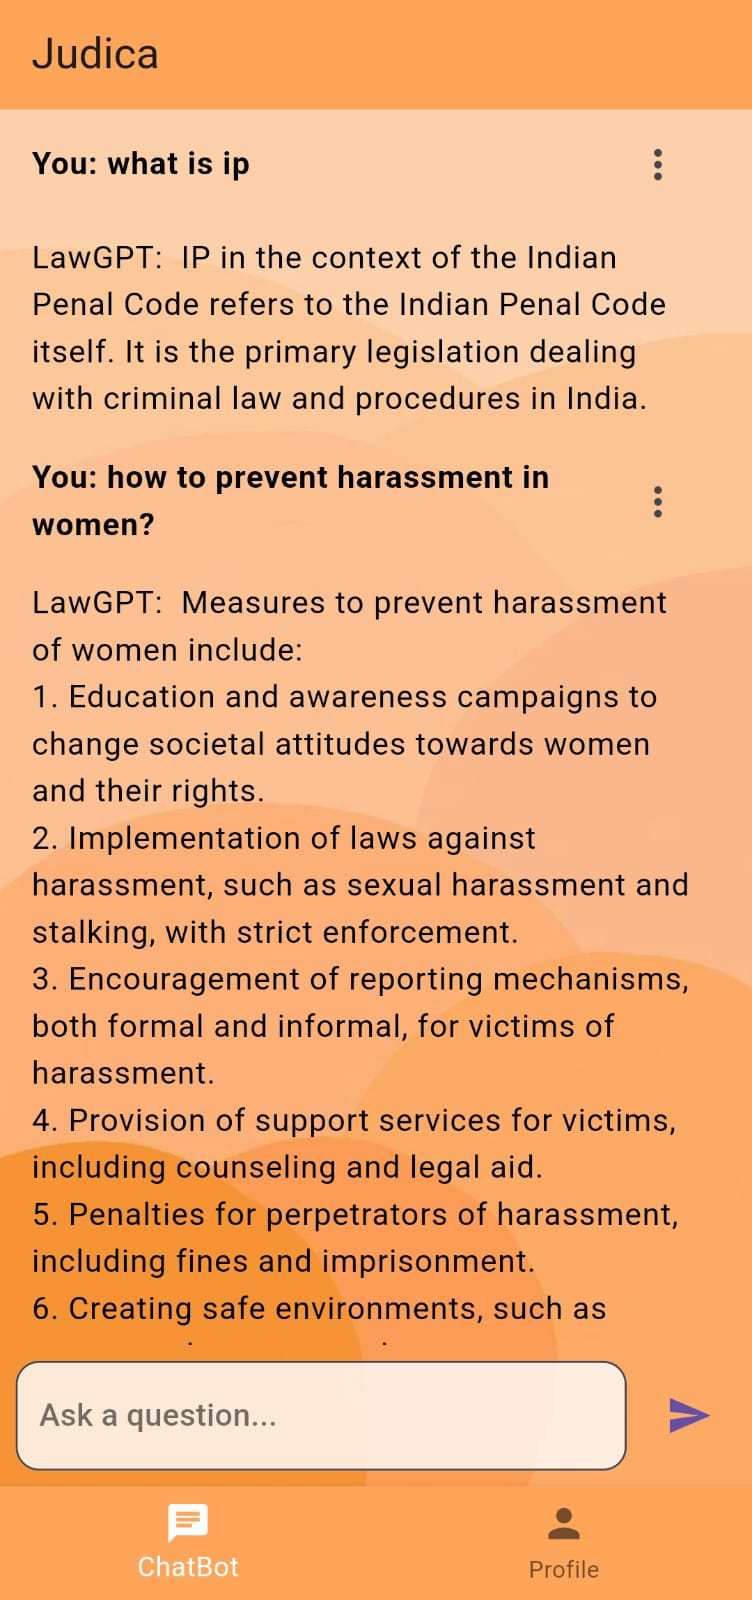 Judica
You: what is ip
LawGPT:  IP in the context of the Indian
Penal Code refers to the Indian Penal Code
itself. It is the primary legislation dealing
with criminal law and procedures in India.
You: how to prevent harassment in
women?
LawGPT:  Measures to prevent harassment
of women include:
1. Education and awareness campaigns to
change societal attitudes towards women
and their rights.
2. Implementation of laws against
harassment, such as sexual harassment and
stalking, with strict enforcement.
3. Encouragement of reporting mechanisms,
both formal and informal, for victims of
harassment.
4. Provision of support services for victims,
including counseling and legal aid.
5. Penalties for perpetrators of harassment,
including fines and imprisonment.
6. Creating safe environments, such as
Ask a question...
ChatBot
Profile